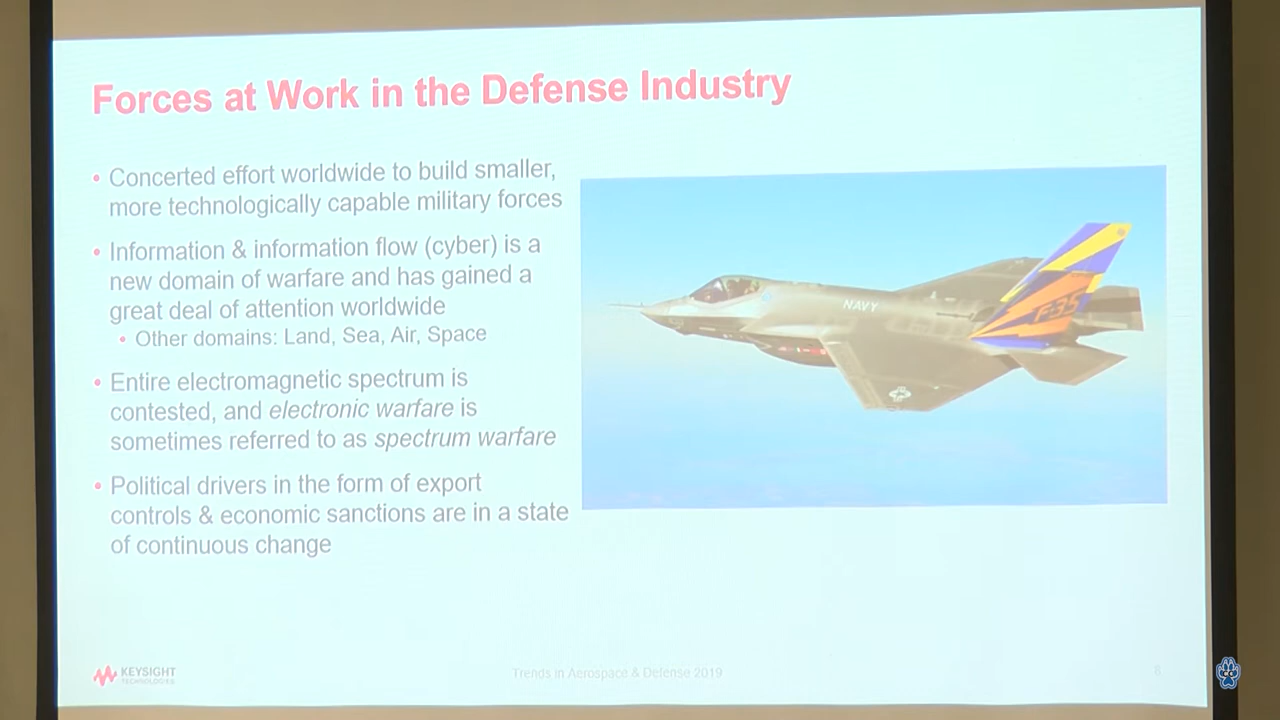 Forces at Work in the Defense Industry
• Concerted effort worldwide to build smaller,
more technologically capable military forces
• Information & information flow (cyber) is a
new domain of warfare and has gained a
great deal of attention worldwide
• Other domains: Land, Sea, Air, Space
• Entire electromagnetic spectrum is
contested, and electronic warfare is
sometimes referred to as spectrum warfare
• Political drivers in the form of export
controls & economic sanctions are in a state
of continuous change
NAVY
F-35
KEYSIGHT
TECHNOLOGIES
Trends in Aerospace & Defense 2019